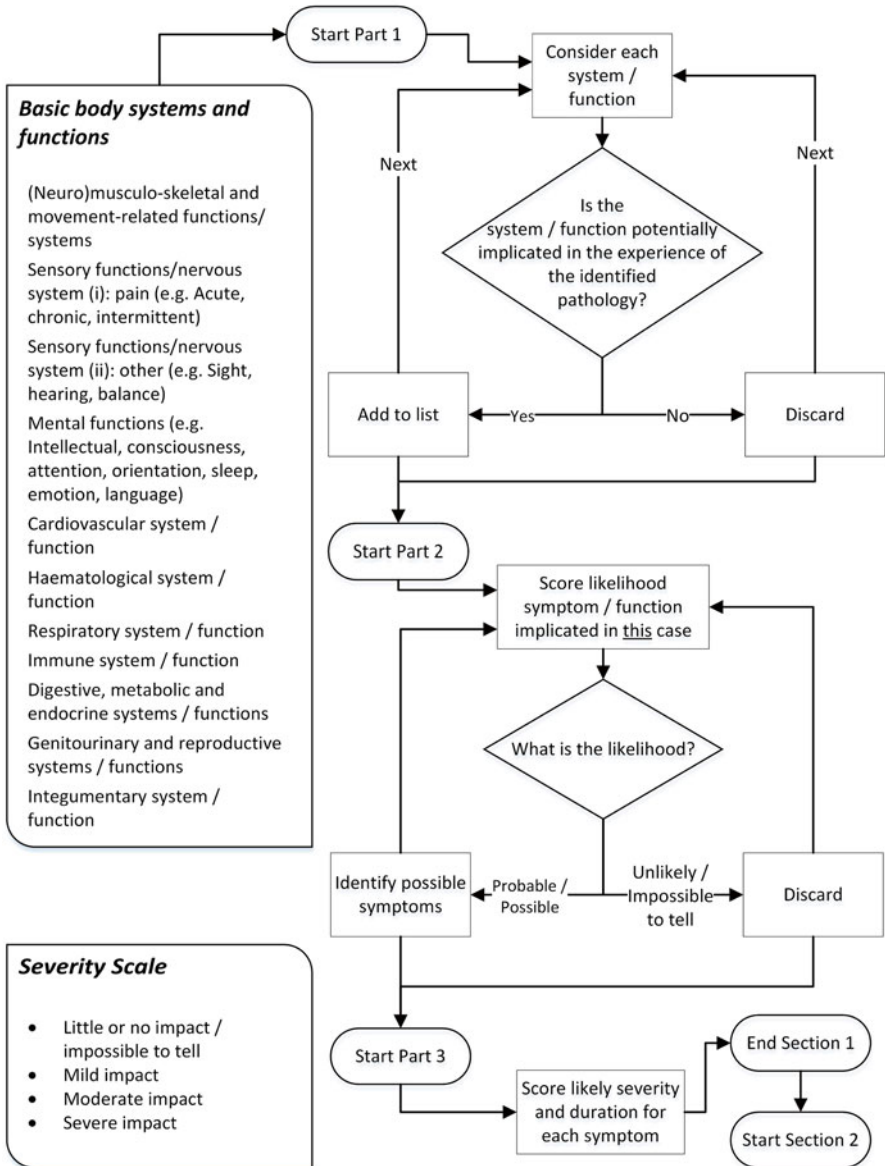 Start Part 1
Consider each
system /
function
Basic body systems and
functions
(Neuro)musculo-skeletal and
movement-related functions/
systems
Sensory functions/nervous
system (i): pain (e.g. Acute,
chronic, intermittent)
Sensory functions/nervous
system (ii): other (e.g. Sight,
hearing, balance)
Mental functions (e.g.
Intellectual, consciousness,
attention, orientation, sleep,
emotion, language)
Cardiovascular system /
function
Haematological system /
function
Respiratory system / function
Immune system / function
Digestive, metabolic and
endocrine systems / functions
Genitourinary and reproductive
systems / functions
Integumentary system /
function
Next
Next
Is the
system / function potentially
implicated in the experience of
the identified
pathology?
Add to list
Yes
No
Discard
Start Part 2
Score likelihood
symptom / function
implicated in this case
What is the likelihood?
Identify possible
symptoms
Probable /
Possible
Unlikely /
Impossible
to tell
Discard
Severity Scale
• Little or no impact /
impossible to tell
• Mild impact
• Moderate impact
• Severe impact
Start Part 3
Score likely severity
and duration for
each symptom
End Section 1
Start Section 2